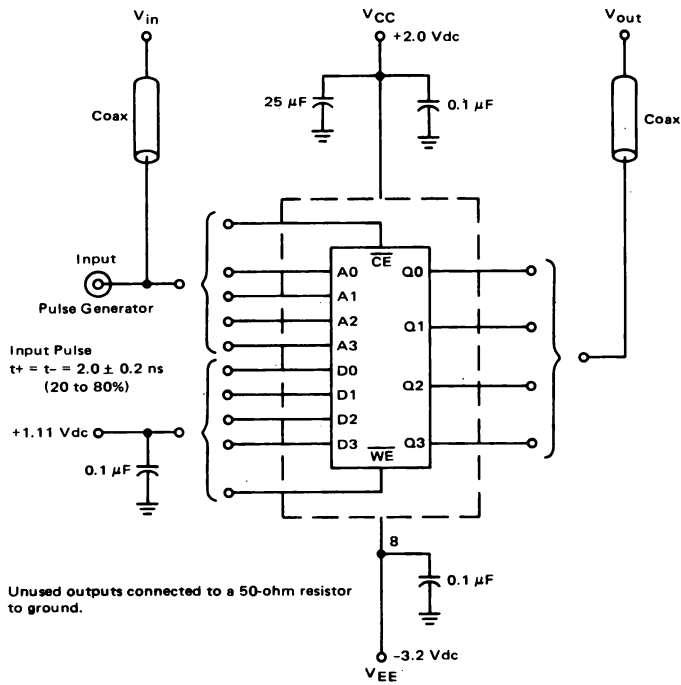 Vin
VCC
+2.0 Vdc
Vout
25 µF
0.1 µF
Coax
Coax
Input
Pulse Generator
CE
A0
A1
A2
A3
D0
D1
D2
D3
WE
Q0
Q1
Q2
Q3
Input Pulse
t+ = t– = 2.0 ± 0.2 ns
(20 to 80%)
+1.11 Vdc
0.1 µF
8
0.1 µF
Unused outputs connected to a 50-ohm resistor
to ground.
–3.2 Vdc
VEE